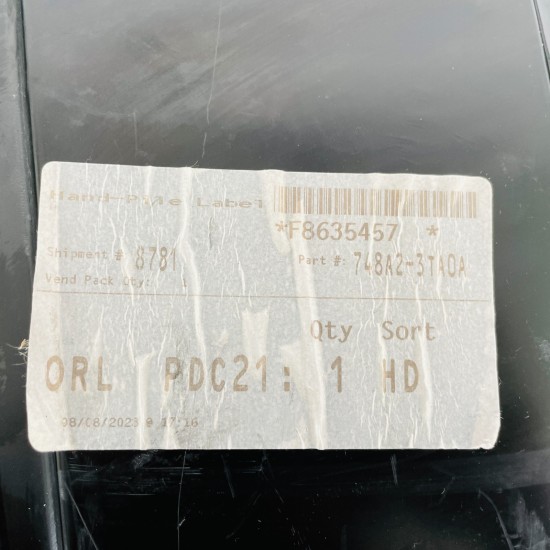 Hand-Pile Label
*F8635457 *
Shipment # 8781 Part #: 748A2-3TA0A
Vend Pack Qty: 1
Qty Sort
ORL PDC21: 1 HD
08/08/2023 @ 17:16